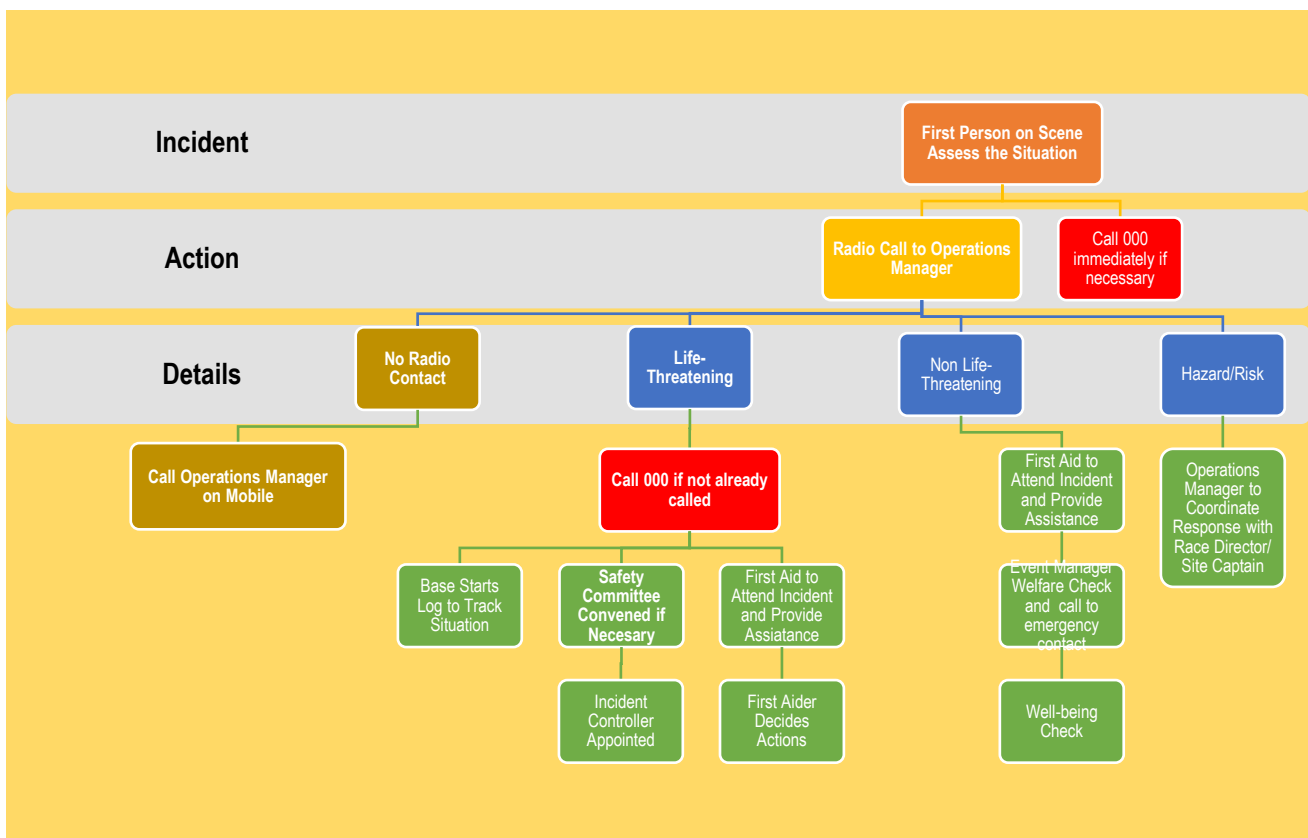 Incident
First Person on Scene
Assess the Situation
Action
Radio Call to Operations
Manager
Call 000
immediately if
necessary
Details
No Radio
Contact
Life-
Threatening
Non Life-
Threatening
Hazard/Risk
Call Operations Manager
on Mobile
Call 000 if not already
called
First Aid to
Attend Incident
and Provide
Assistance
Operations
Manager to
Coordinate
Response with
Race Director/
Site Captain
Base Starts
Log to Track
Situation
Safety
Committee
Convened if
Necesary
First Aid to
Attend Incident
and Provide
Assiatance
Event Manager
Welfare Check
and call to
emergency
contact
Incident
Controller
Appointed
First Aider
Decides
Actions
Well-being
Check